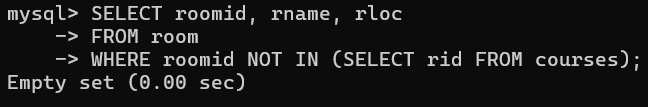 mysql> SELECT roomid, rname, rloc
    -> FROM room
    -> WHERE roomid NOT IN (SELECT rid FROM courses);
Empty set (0.00 sec)